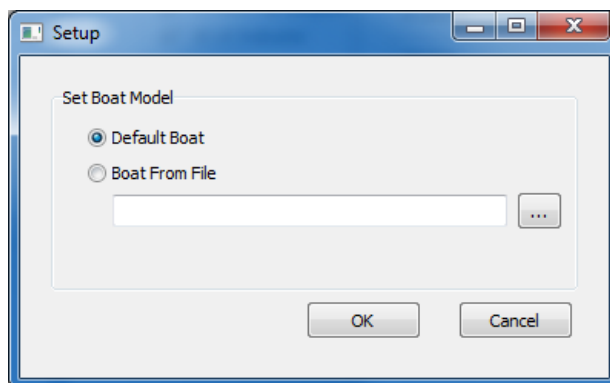 Setup
Set Boat Model
Default Boat
Boat From File
...
OK
Cancel